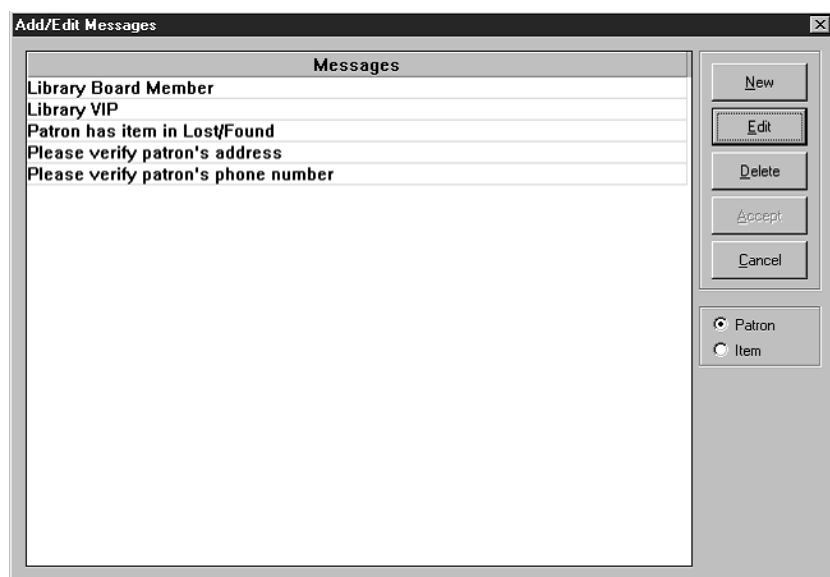 Add/Edit Messages
Messages
Library Board Member
Library VIP
Patron has item in Lost/Found
Please verify patron's address
Please verify patron's phone number
New
Edit
Delete
Accept
Cancel
Patron
Item